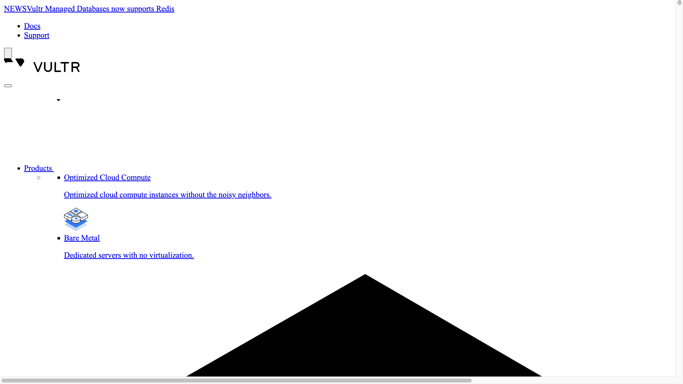 NEWSVultr Managed Databases now supports Redis
Docs
Support
VULTR
Products
Optimized Cloud Compute
Optimized cloud compute instances without the noisy neighbors.
Bare Metal
Dedicated servers with no virtualization.